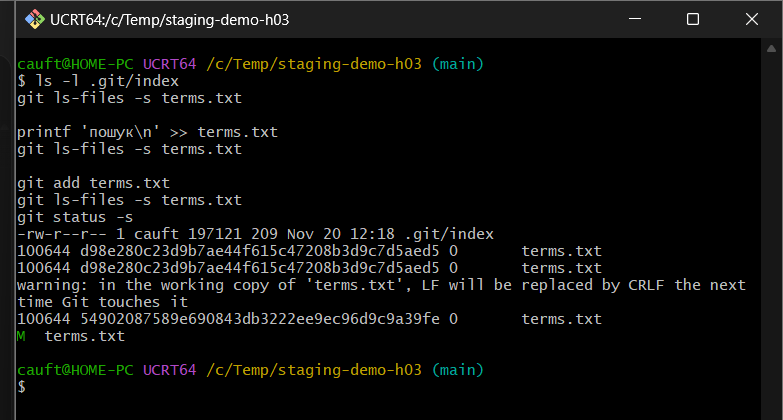 UCRT64:/c/Temp/staging-demo-h03
cauft@HOME-PC UCRT64 /c/Temp/staging-demo-h03 (main)
$ ls -l .git/index
git ls-files -s terms.txt
printf 'пошук\n' >> terms.txt
git ls-files -s terms.txt
git add terms.txt
git ls-files -s terms.txt
git status -s
-rw-r--r-- 1 cauft 197121 209 Nov 20 12:18 .git/index
100644 d98e280c23d9b7ae44f615c47208b3d9c7d5aed5 0       terms.txt
100644 d98e280c23d9b7ae44f615c47208b3d9c7d5aed5 0       terms.txt
warning: in the working copy of 'terms.txt', LF will be replaced by CRLF the next
time Git touches it
100644 54902087589e690843db3222ee9ec96d9c9a39fe 0       terms.txt
M  terms.txt
cauft@HOME-PC UCRT64 /c/Temp/staging-demo-h03 (main)
$